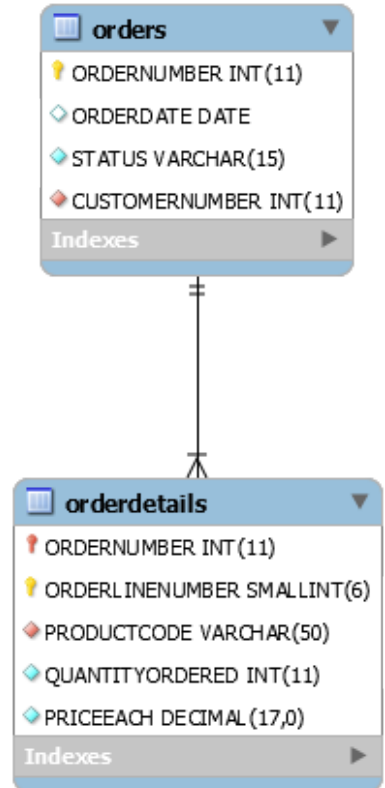 orders
ORDERNUMBER INT(11)
ORDERDATE DATE
STATUS VARCHAR(15)
CUSTOMERNUMBER INT(11)
Indexes
orderdetails
ORDERNUMBER INT(11)
ORDERLINENUMBER SMALLINT(6)
PRODUCTCODE VARCHAR(50)
QUANTITYORDERED INT(11)
PRICEEACH DECIMAL(17,0)
Indexes